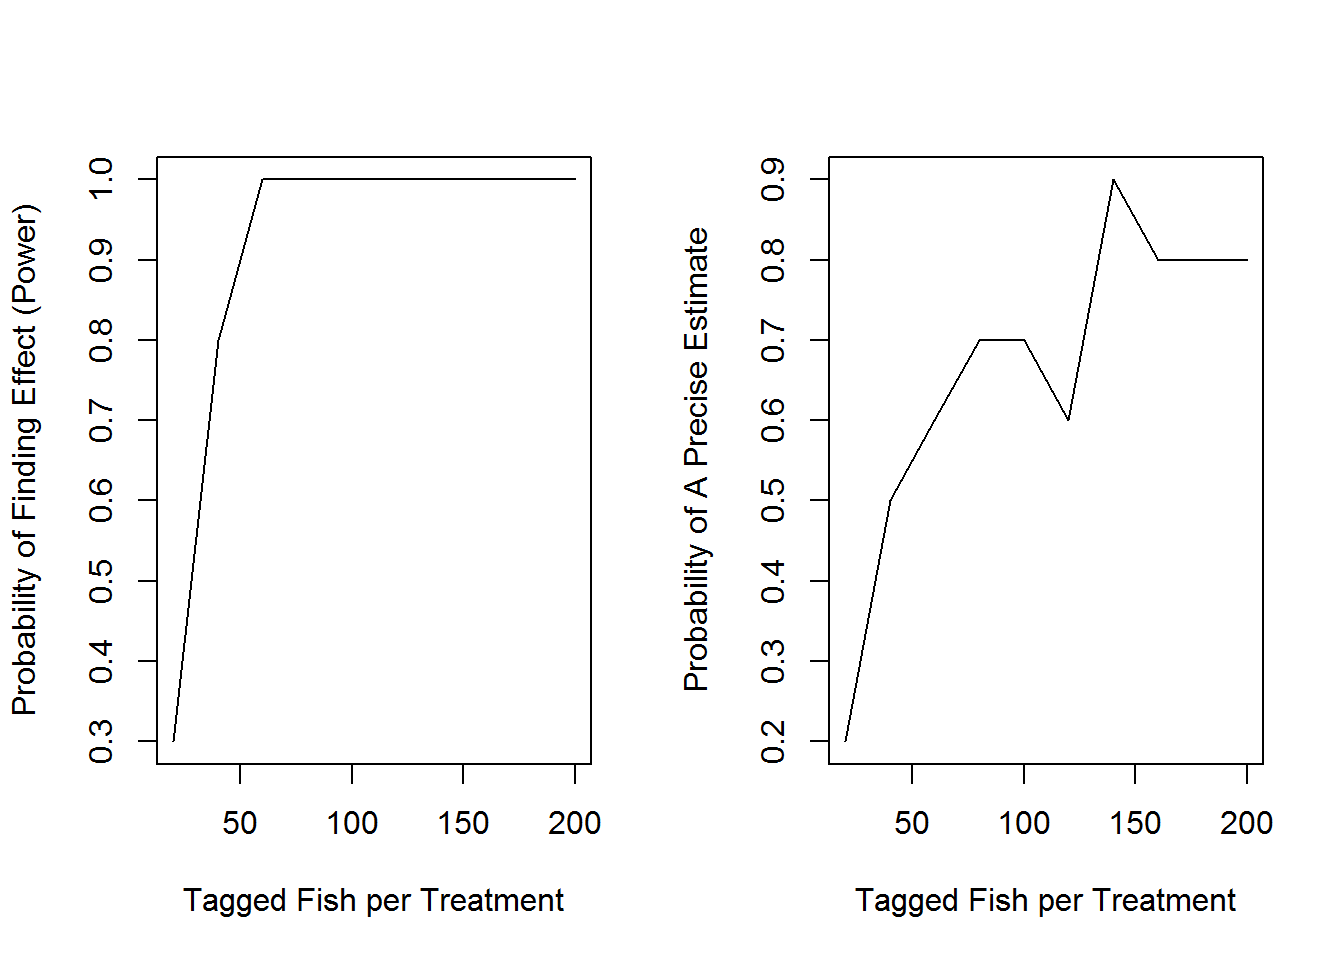 Probability of Finding Effect (Power)
1.0
0.9
0.8
0.7
0.6
0.5
0.4
0.3
50 100 150 200
Tagged Fish per Treatment
Probability of A Precise Estimate
0.9
0.8
0.7
0.6
0.5
0.4
0.3
0.2
50 100 150 200
Tagged Fish per Treatment